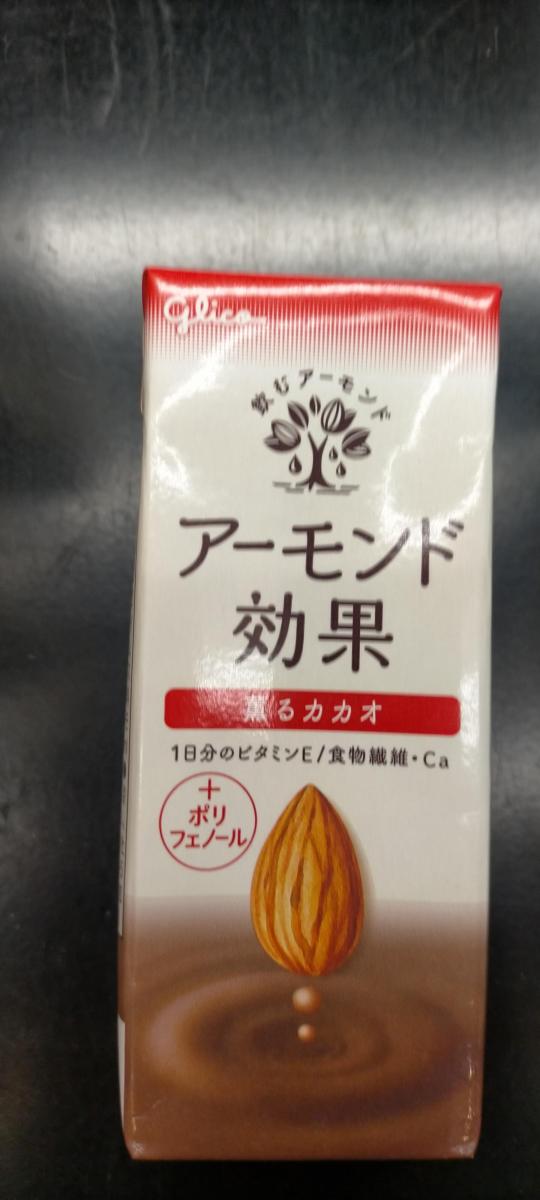 Glico
飲むアーモンド
アーモンド
効果
薫るカカオ
1日分のビタミンE/食物繊維・Ca
+
ポリ
フェノール